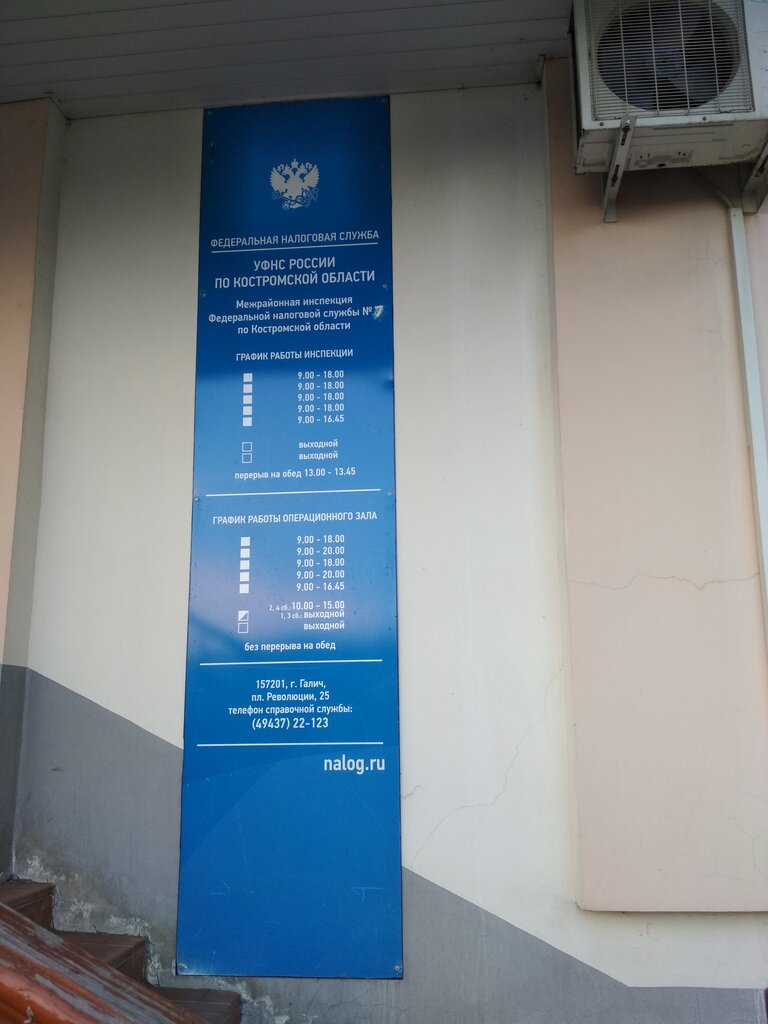 ФЕДЕРАЛЬНАЯ НАЛОГОВАЯ СЛУЖБА
УФНС РОССИИ
ПО КОСТРОМСКОЙ ОБЛАСТИ
Межрайонная инспекция
Федеральной налоговой службы № 7
по Костромской области
ГРАФИК РАБОТЫ ИНСПЕКЦИИ
9.00 - 18.00
9.00 - 18.00
9.00 - 18.00
9.00 - 18.00
9.00 - 16.45
выходной
выходной
перерыв на обед 13.00 - 13.45
ГРАФИК РАБОТЫ ОПЕРАЦИОННОГО ЗАЛА
9.00 - 18.00
9.00 - 20.00
9.00 - 18.00
9.00 - 20.00
9.00 - 16.45
2, 4 сб.: 10.00 - 15.00
1, 3 сб.: выходной
выходной
без перерыва на обед
157201, г. Галич,
пл. Революции, 25
телефон справочной службы:
(49437) 22-123
nalog.ru